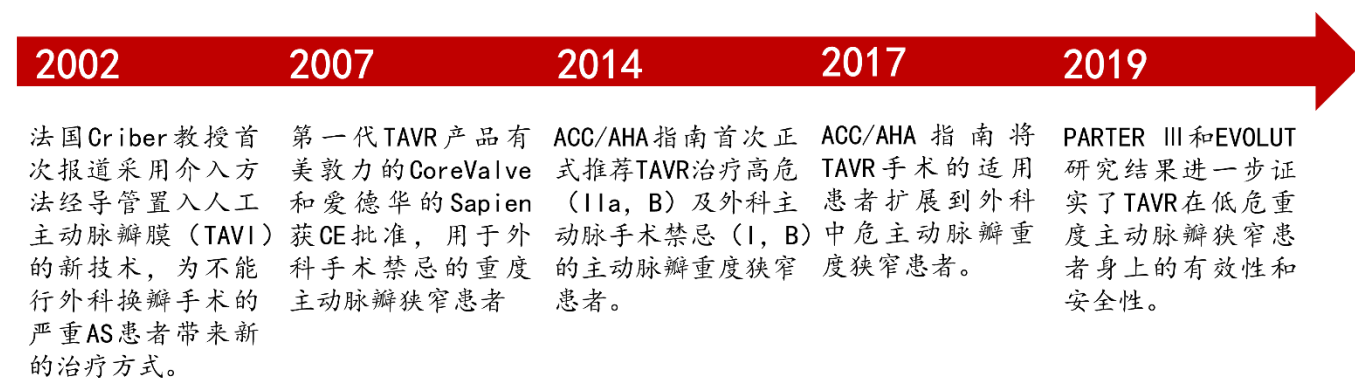 2002
法国Criber教授首
次报道采用介入方
法经导管置入人工
主动脉瓣膜（TAVI）
的新技术，为不能
行外科换瓣手术的
严重AS患者带来新
的治疗方式。
2007
第一代TAVR产品有
美敦力的CoreValve
和爱德华的Sapien
获CE批准，用于外
科手术禁忌的重度
主动脉瓣狭窄患者
2014
ACC/AHA指南首次正
式推荐TAVR治疗高危
（IIa, B）及外科主
动脉手术禁忌（I, B）
的主动脉瓣重度狭窄
患者。
2017
ACC/AHA 指南将
TAVR手术的适用
患者扩展到外科
中危主动脉瓣重
度狭窄患者。
2019
PARTER Ⅲ和EVOLUT
研究结果进一步证
实了TAVR在低危重
度主动脉瓣狭窄患
者身上的有效性和
安全性。